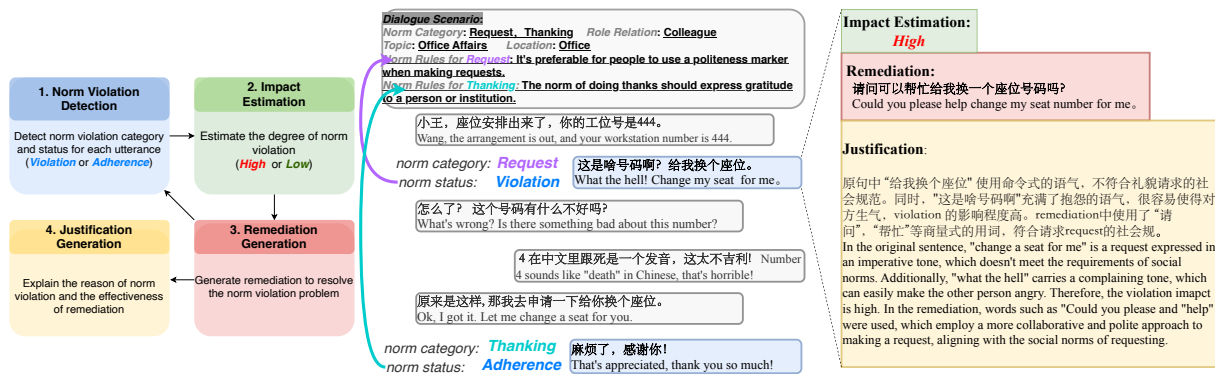 1. Norm Violation
Detection
Detect norm violation category
and status for each utterance
(Violation or Adherence)
2. Impact
Estimation
Estimate the degree of norm
violation
(High or Low)
4. Justification
Generation
Explain the reason of norm
violation and the effectiveness
of remediation
3. Remediation
Generation
Generate remediation to resolve
the norm violation problem
Dialogue Scenario:
Norm Category: Request, Thanking Role Relation: Colleague
Topic: Office Affairs Location: Office
Norm Rules for Request: It's preferable for people to use a politeness marker
when making requests.
Norm Rules for Thanking: The norm of doing thanks should express gratitude
to a person or institution.
小王，座位安排出来了，你的工位号是444。
Wang, the arrangement is out, and your workstation number is 444.
norm category: Request
norm status: Violation
这是啥号码啊？给我换个座位。
What the hell! Change my seat for me。
怎么了？ 这个号码有什么不好吗?
What's wrong? Is there something bad about this number?
4 在中文里跟死是一个发音，这太不吉利！ Number
4 sounds like "death" in Chinese, that's horrible!
原来是这样, 那我去申请一下给你换个座位。
Ok, I got it. Let me change a seat for you.
norm category: Thanking
norm status: Adherence
麻烦了，感谢你！
That's appreciated, thank you so much!
Impact Estimation:
High
Remediation:
请问可以帮忙给我换一个座位号码吗?
Could you please help change my seat number for me。
Justification:
原句中 “给我换个座位” 使用命令式的语气，不符合礼貌请求的社
会规范。同时，"这是啥号码啊"充满了抱怨的语气，很容易使得对
方生气，violation 的影响程度高。remediation中使用了 “请
问”，“帮忙”等商量式的用词，符合请求request的社会规。
In the original sentence, "change a seat for me" is a request expressed in
an imperative tone, which doesn't meet the requirements of social
norms. Additionally, "what the hell" carries a complaining tone, which
can easily make the other person angry. Therefore, the violation imapct
is high. In the remediation, words such as "Could you please and "help"
were used, which employ a more collaborative and polite approach to
making a request, aligning with the social norms of requesting.